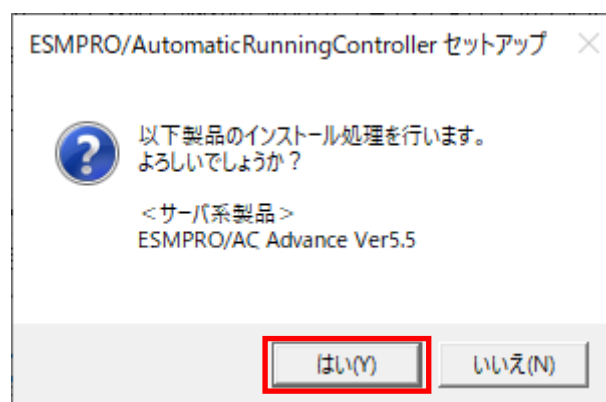 ESMPRO/AutomaticRunningController セットアップ
以下製品のインストール処理を行います。
よろしいでしょうか？
＜サーバ系製品＞
ESMPRO/AC Advance Ver5.5
はい(Y)
いいえ(N)